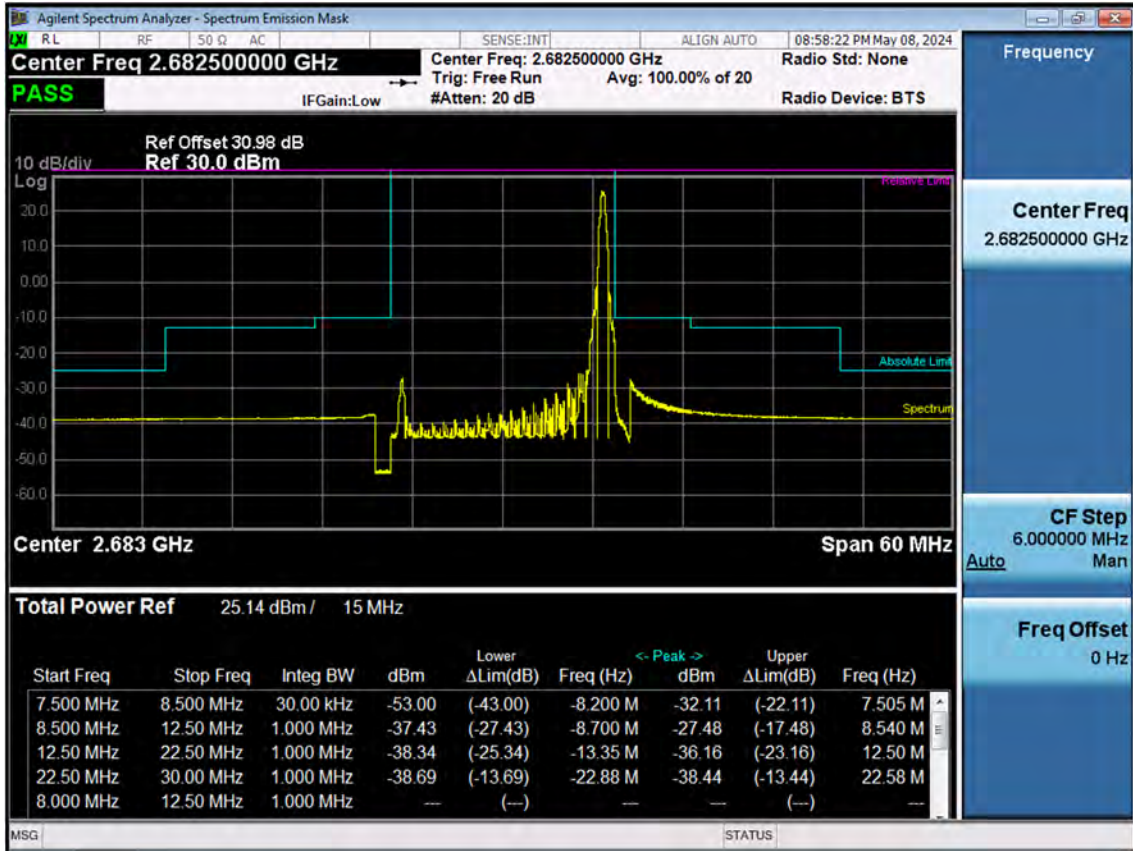 Agilent Spectrum Analyzer - Spectrum Emission Mask
LXI RL RF 50 Ω AC SENSE:INT ALIGN AUTO 08:58:22 PM May 08, 2024
Center Freq 2.682500000 GHz
PASS
IFGain:Low
Center Freq: 2.682500000 GHz
Trig: Free Run Avg: 100.00% of 20
#Atten: 20 dB
Radio Std: None
Radio Device: BTS
Ref Offset 30.98 dB
10 dB/div Ref 30.0 dBm
Log
Relative Limit
20.0
10.0
0.00
-10.0
-20.0
Absolute Limit
-30.0
Spectrum
-40.0
-50.0
-60.0
Center 2.683 GHz Span 60 MHz
Total Power Ref 25.14 dBm / 15 MHz
Lower <- Peak -> Upper
Start Freq Stop Freq Integ BW dBm ΔLim(dB) Freq (Hz) dBm ΔLim(dB) Freq (Hz)
7.500 MHz 8.500 MHz 30.00 kHz -53.00 (-43.00) -8.200 M -32.11 (-22.11) 7.505 M
8.500 MHz 12.50 MHz 1.000 MHz -37.43 (-27.43) -8.700 M -27.48 (-17.48) 8.540 M
12.50 MHz 22.50 MHz 1.000 MHz -38.34 (-25.34) -13.35 M -36.16 (-23.16) 12.50 M
22.50 MHz 30.00 MHz 1.000 MHz -38.69 (-13.69) -22.88 M -38.44 (-13.44) 22.58 M
8.000 MHz 12.50 MHz 1.000 MHz --- (---) --- --- (---) ---
MSG STATUS
Frequency
Center Freq
2.682500000 GHz
CF Step
6.000000 MHz
Auto Man
Freq Offset
0 Hz